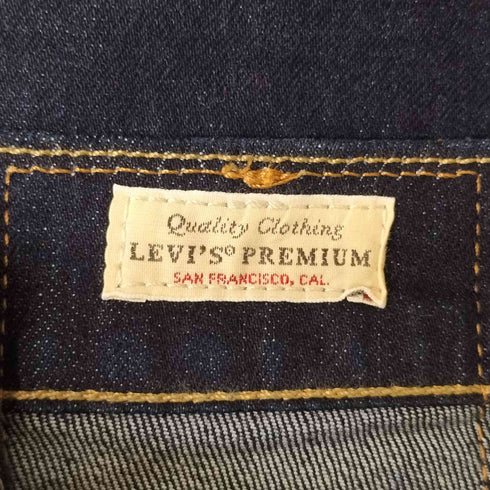 Quality Clothing
LEVI'S® PREMIUM
SAN FRANCISCO, CAL.